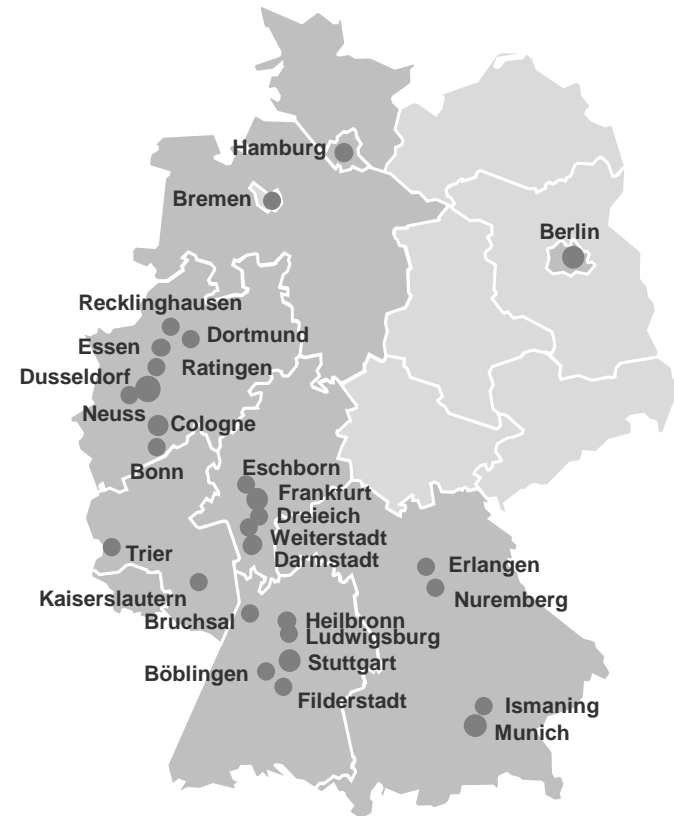 Hamburg
Bremen
Berlin
Recklinghausen
Dortmund
Essen
Ratingen
Dusseldorf
Neuss
Cologne
Bonn
Eschborn
Frankfurt
Dreieich
Weiterstadt
Darmstadt
Trier
Erlangen
Kaiserslautern
Nuremberg
Bruchsal
Heilbronn
Ludwigsburg
Stuttgart
Böblingen
Filderstadt
Ismaning
Munich